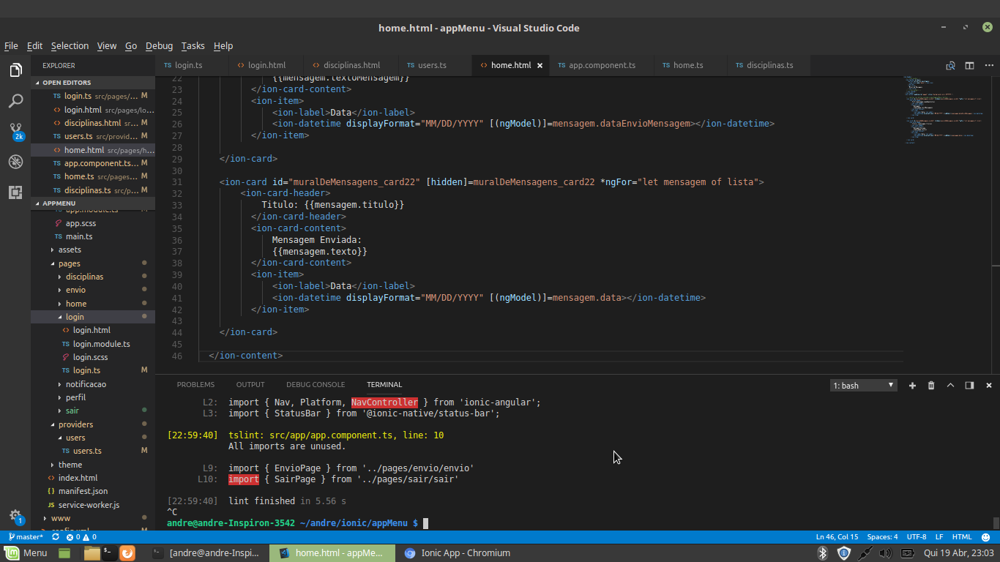 home.html - appMenu - Visual Studio Code
File Edit Selection View Go Debug Tasks Help
EXPLORER
OPEN EDITORS
TS login.ts src/pages/... M
<> login.html src/pages/lo...
<> disciplinas.html sr... M
TS users.ts src/provid... M
<> home.html src/pages/h...
TS app.component.ts... M
TS home.ts src/pages... M
TS disciplinas.ts src/p... M
APPMENU
TS app.module.ts M
app.scss
TS main.ts
assets
pages
disciplinas
envio
home
login
<> login.html
TS login.module.ts
login.scss
TS login.ts M
notificacao
perfil
sair
providers
users
TS users.ts M
theme
<> index.html
{} manifest.json
service-worker.js
www
config.xml
2k
1
TS login.ts <> login.html <> disciplinas.html TS users.ts <> home.html × TS app.component.ts TS home.ts TS disciplinas.ts
22 {{mensagem.textoMensagem}}
23 </ion-card-content>
24 <ion-item>
25 <ion-label>Data</ion-label>
26 <ion-datetime displayFormat="MM/DD/YYYY" [(ngModel)]=mensagem.dataEnvioMensagem></ion-datetime>
27 </ion-item>
28
29 </ion-card>
30
31 <ion-card id="muralDeMensagens_card22" [hidden]=muralDeMensagens_card22 *ngFor="let mensagem of lista">
32 <ion-card-header>
33 Titulo: {{mensagem.titulo}}
34 </ion-card-header>
35 <ion-card-content>
36 Mensagem Enviada:
37 {{mensagem.texto}}
38 </ion-card-content>
39 <ion-item>
40 <ion-label>Data</ion-label>
41 <ion-datetime displayFormat="MM/DD/YYYY" [(ngModel)]=mensagem.data></ion-datetime>
42 </ion-item>
43
44 </ion-card>
45
46 </ion-content>
PROBLEMS OUTPUT DEBUG CONSOLE TERMINAL 1: bash
L2: import { Nav, Platform, NavController } from 'ionic-angular';
L3: import { StatusBar } from '@ionic-native/status-bar';
[22:59:40] tslint: src/app/app.component.ts, line: 10
All imports are unused.
L9: import { EnvioPage } from '../pages/envio/envio'
L10: import { SairPage } from '../pages/sair/sair'
[22:59:40] lint finished in 5.56 s
^C
andre@andre-Inspiron-3542 ~/andre/ionic/appMenu $
master* 0 0 Ln 46, Col 15 Spaces: 4 UTF-8 LF HTML
Menu [andre@andre-Inspi... home.html - appMe... Ionic App - Chromium Qui 19 Abr, 23:03